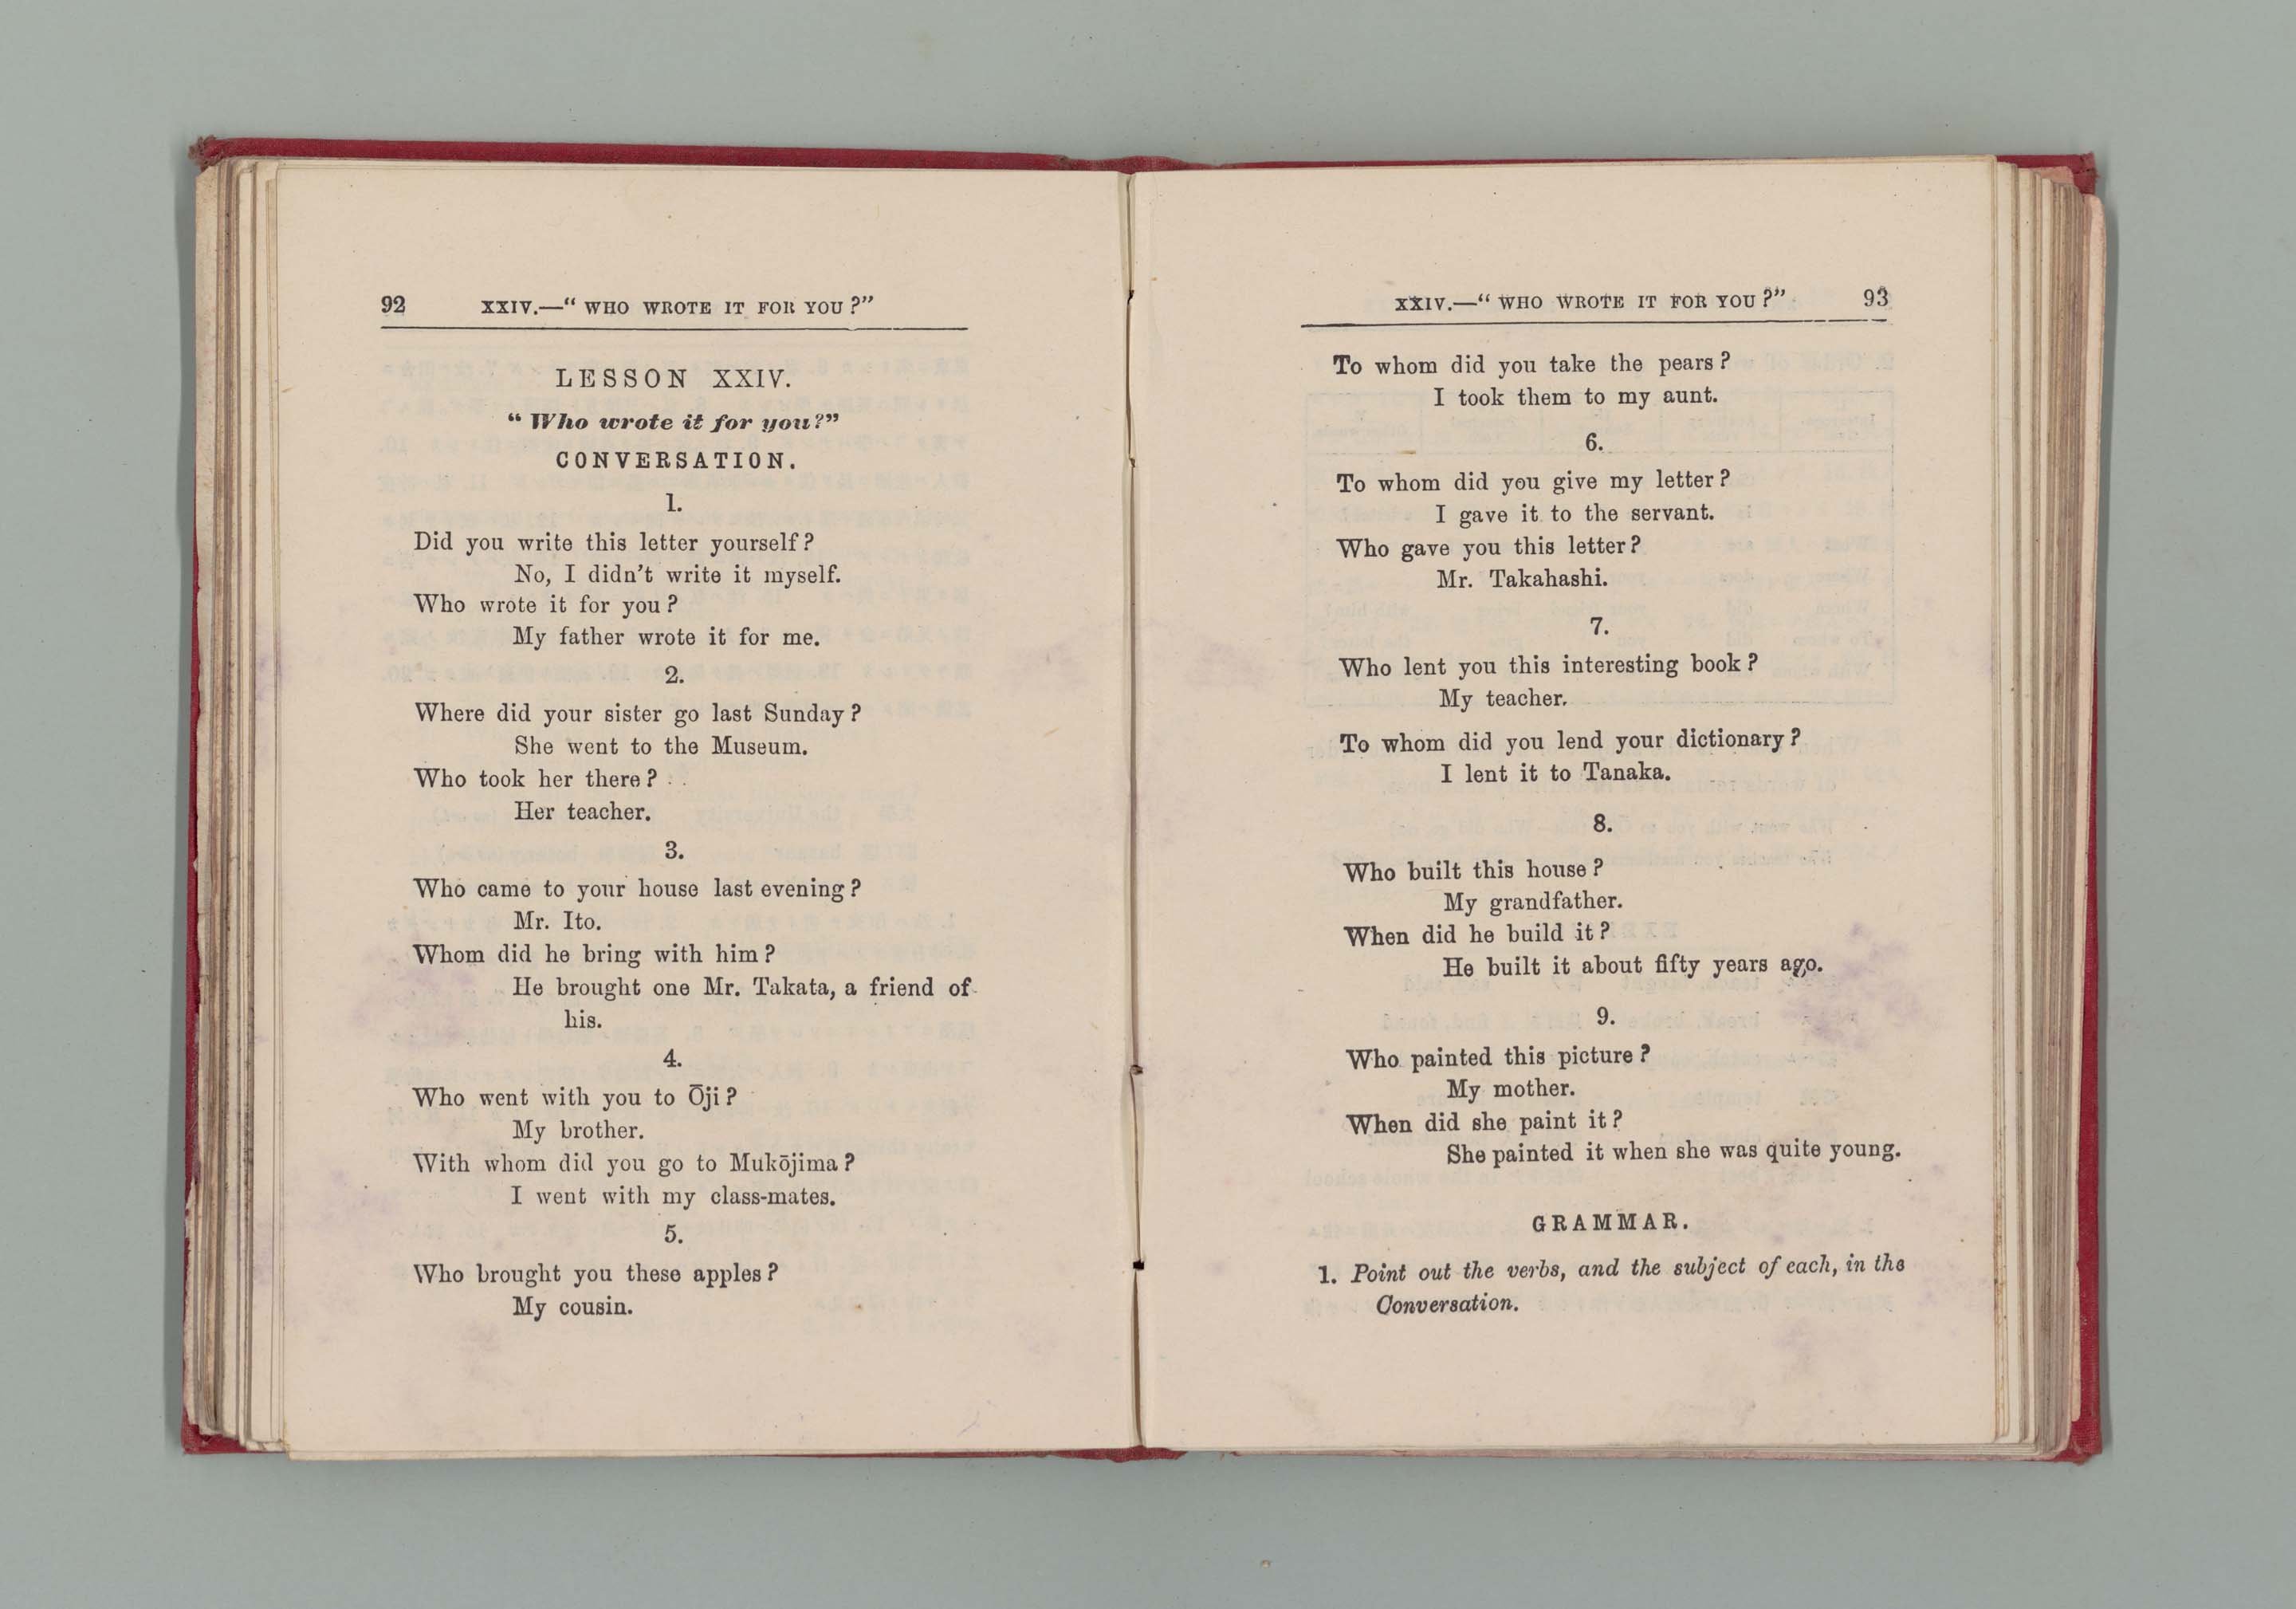 92 XXIV.—“ WHO WROTE IT FOR YOU ?”
LESSON XXIV.
“ Who wrote it for you?”
CONVERSATION.
1.
Did you write this letter yourself ?
No, I didn’t write it myself.
Who wrote it for you ?
My father wrote it for me.
2.
Where did your sister go last Sunday ?
She went to the Museum.
Who took her there ?
Her teacher.
3.
Who came to your house last evening ?
Mr. Ito.
Whom did he bring with him ?
He brought one Mr. Takata, a friend of
his.
4.
Who went with you to Ōji ?
My brother.
With whom did you go to Mukōjima ?
I went with my class-mates.
5.
Who brought you these apples ?
My cousin.
XXIV.—“ WHO WROTE IT FOR YOU ?” 93
To whom did you take the pears ?
I took them to my aunt.
6.
To whom did you give my letter ?
I gave it to the servant.
Who gave you this letter ?
Mr. Takahashi.
7.
Who lent you this interesting book ?
My teacher.
To whom did you lend your dictionary ?
I lent it to Tanaka.
8.
Who built this house ?
My grandfather.
When did he build it ?
He built it about fifty years ago.
9.
Who painted this picture ?
My mother.
When did she paint it ?
She painted it when she was quite young.
GRAMMAR.
1. Point out the verbs, and the subject of each, in the
Conversation.